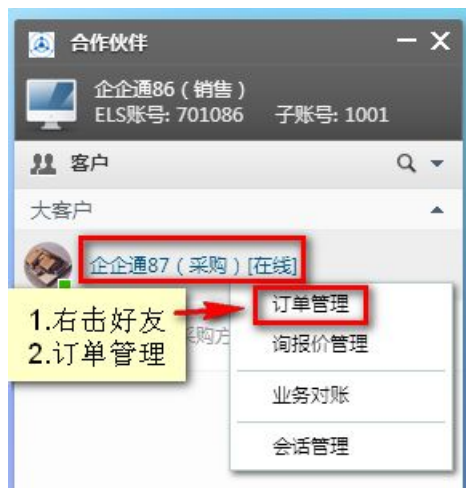 合作伙伴
企企通86（销售）
ELS账号: 701086 子账号: 1001
客户
大客户
企企通87（采购）[在线]
订单管理
1.右击好友
2.订单管理
采购方
询报价管理
业务对账
会话管理